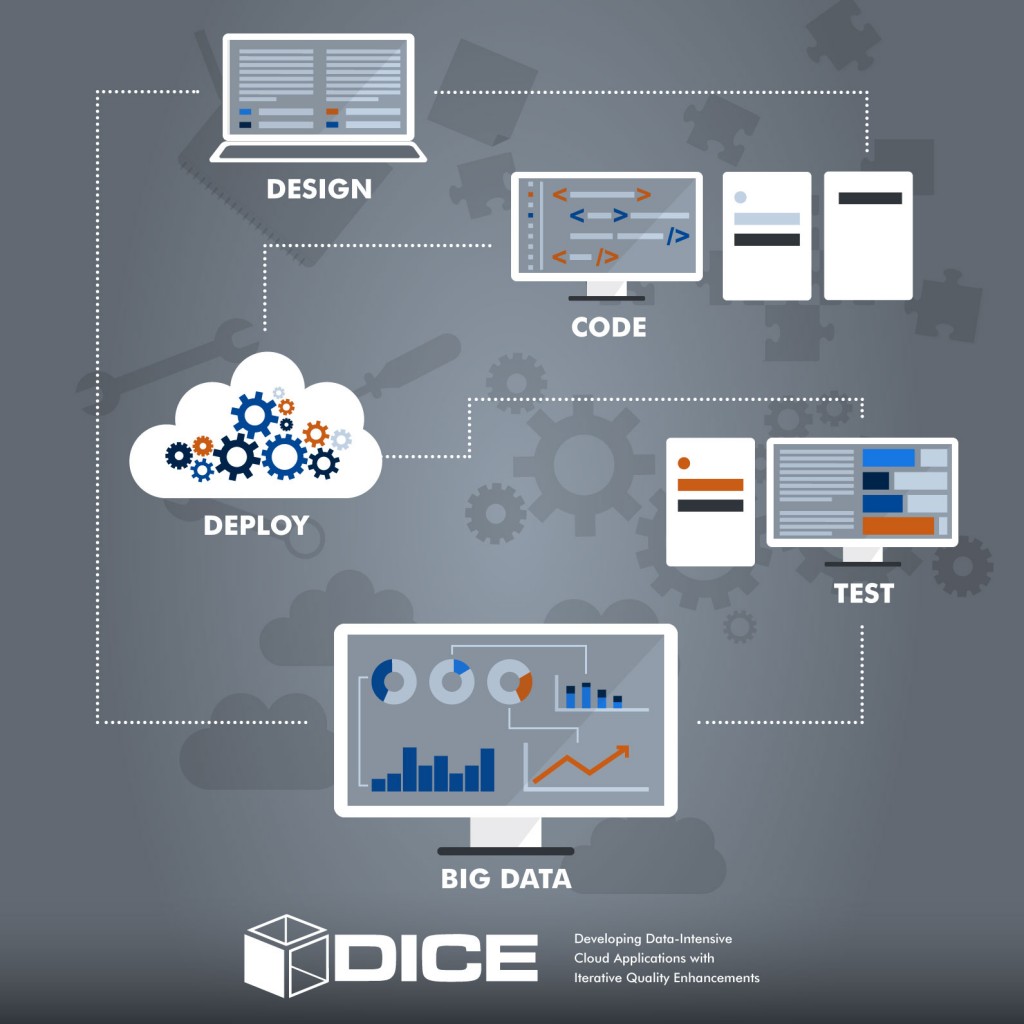 DESIGN
CODE
DEPLOY
TEST
BIG DATA
DICE
Developing Data-Intensive
Cloud Applications with
Iterative Quality Enhancements